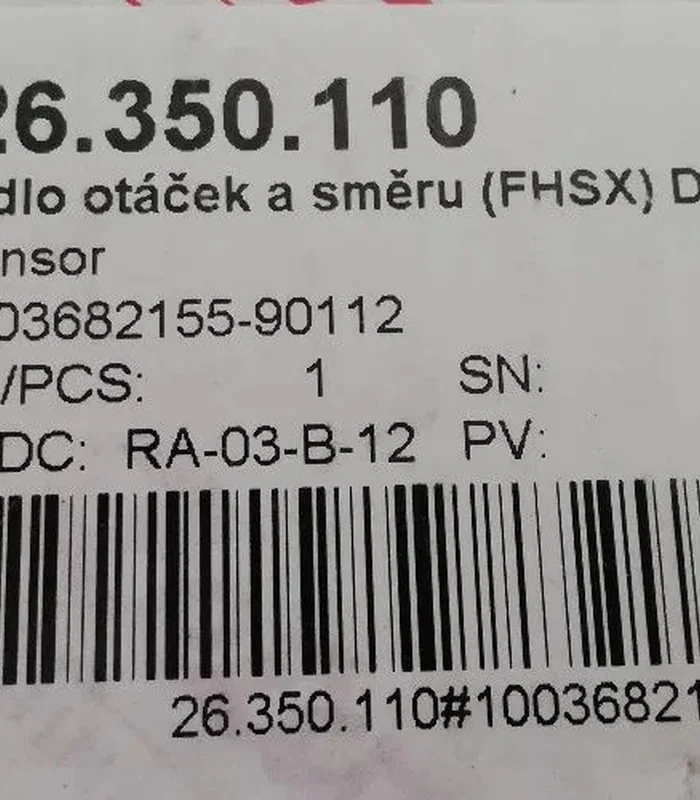 26.350.110
dlo otáček a směru (FHSX) D
nsor
03682155-90112
/PCS: 1 SN:
DC: RA-03-B-12 PV:
26.350.110#10036821